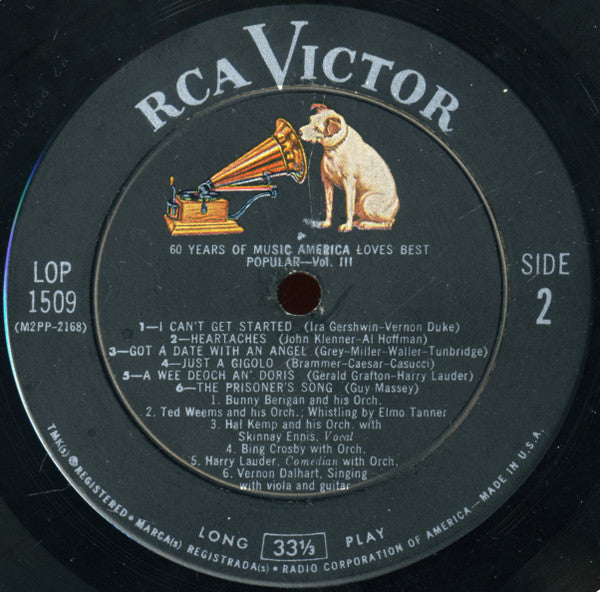 RCA VICTOR
60 YEARS OF MUSIC AMERICA LOVES BEST
POPULAR—Vol. III
LOP
1509
(M2PP-2168)
SIDE
2
1—I CAN'T GET STARTED (Ira Gershwin-Vernon Duke)
2—HEARTACHES (John Klenner-Al Hoffman)
3—GOT A DATE WITH AN ANGEL (Grey-Miller-Waller-Tunbridge)
4—JUST A GIGOLO (Brammer-Caesar-Casucci)
5—A WEE DEOCH AN' DORIS (Gerald Grafton-Harry Lauder)
6—THE PRISONER'S SONG (Guy Massey)
1. Bunny Berigan and his Orch.
2. Ted Weems and his Orch.; Whistling by Elmo Tanner
3. Hal Kemp and his Orch. with
Skinnay Ennis, Vocal
4. Bing Crosby with Orch.
5. Harry Lauder, Comedian with Orch.
6. Vernon Dalhart, Singing
with viola and guitar
LONG 33⅓ PLAY
TMK(s) ® REGISTERED • MARCA(s) REGISTRADA(s) • RADIO CORPORATION OF AMERICA—MADE IN U.S.A.